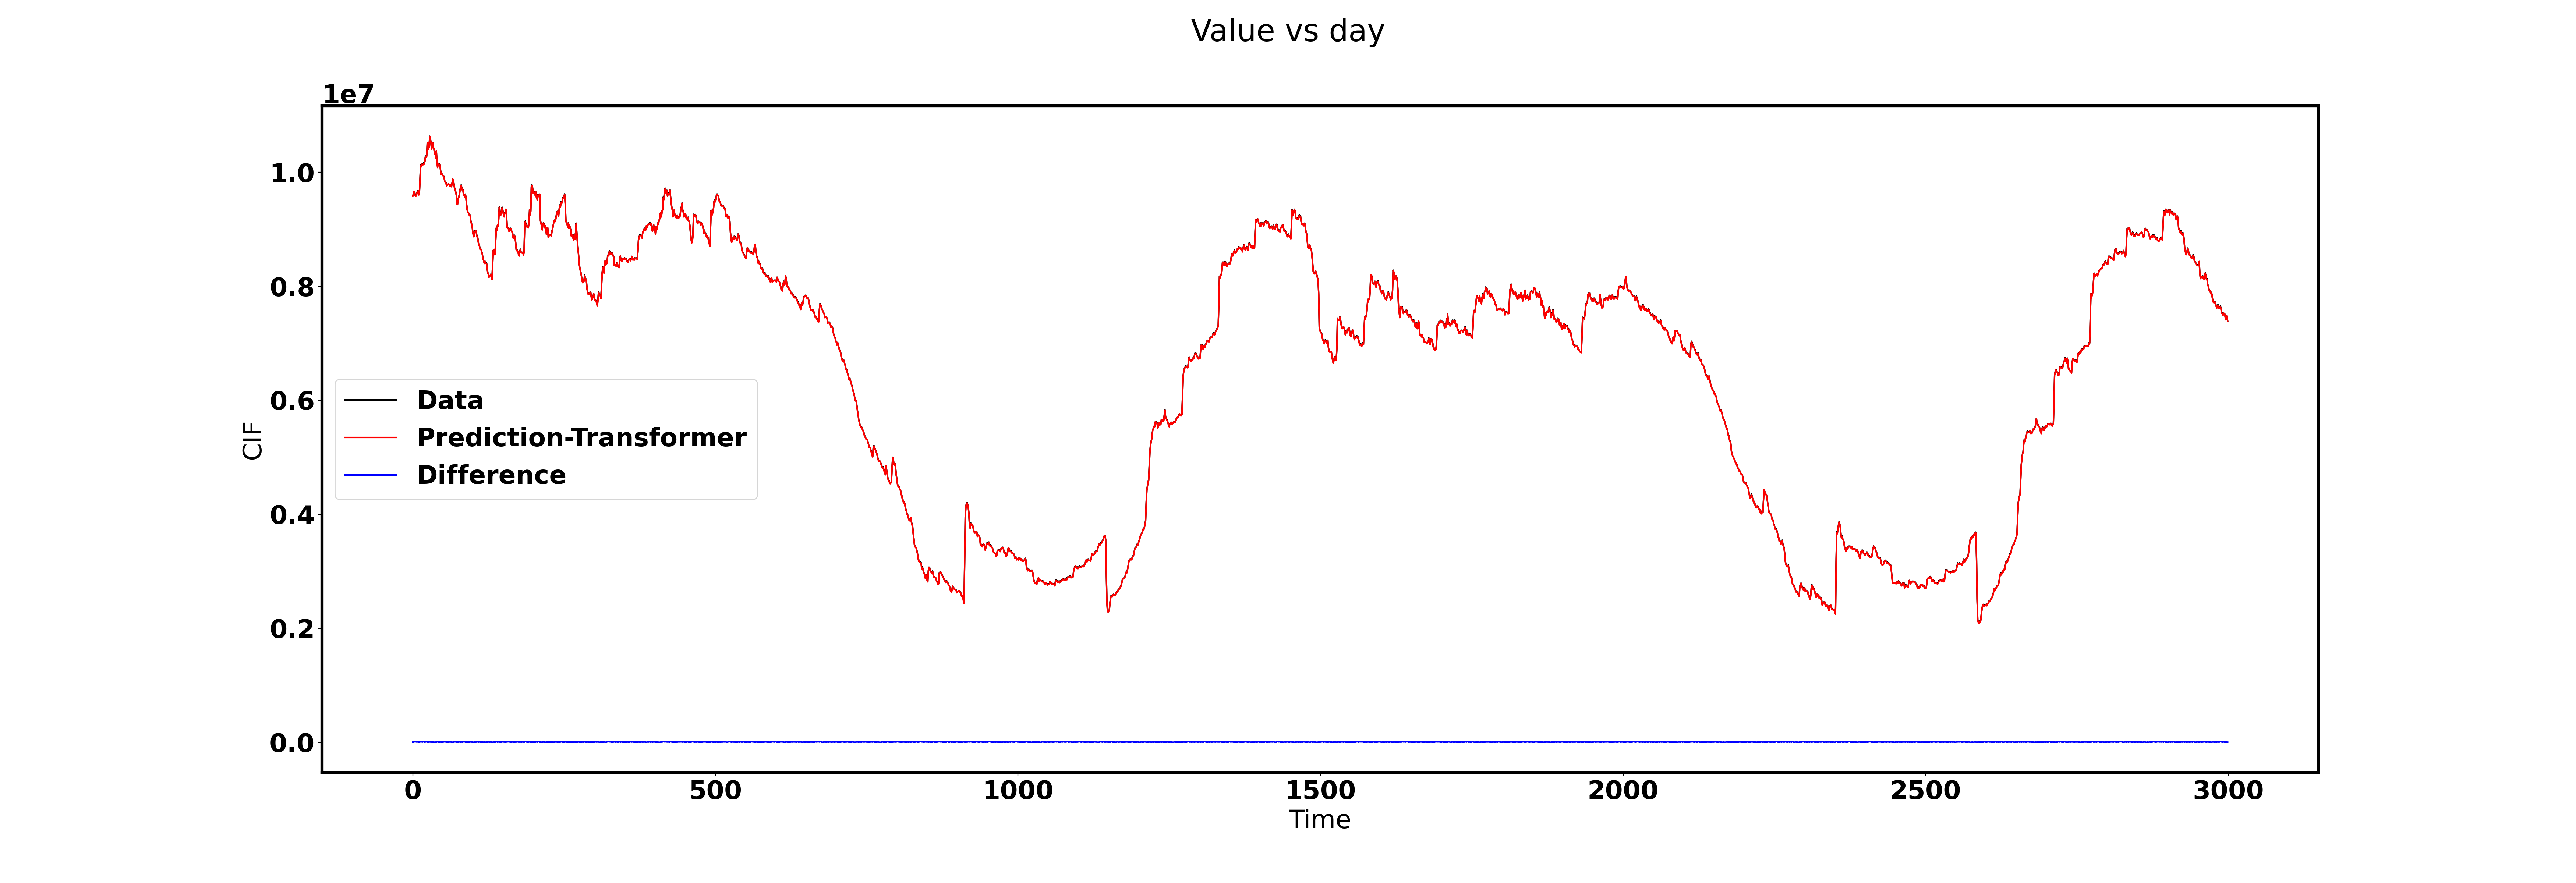 Value vs day
1e7
1.0
0.8
0.6
0.4
0.2
0.0
CIF
Data
Prediction-Transformer
Difference
0 500 1000 1500 2000 2500 3000
Time